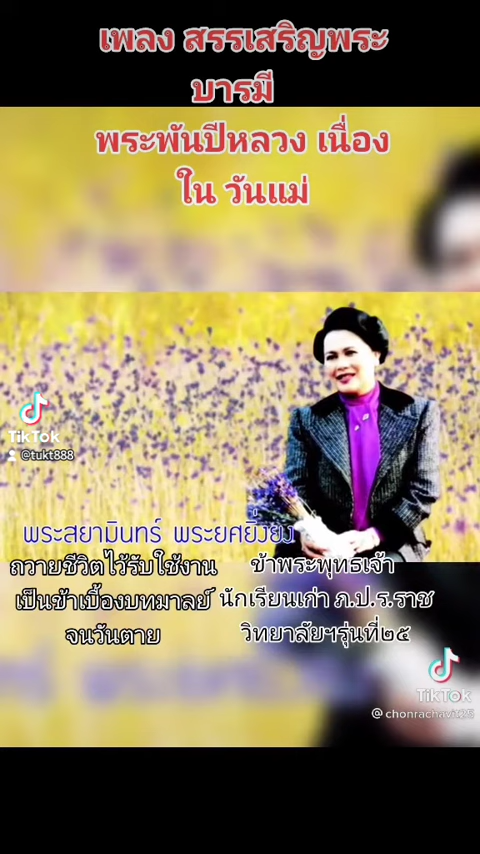 เพลง สรรเสริญพระ
บารมี
พระพันปีหลวง เนื่อง
ใน วันแม่
TikTok
@tukt888
พระสยามินทร์ พระยศยิ่งยง
ถวายชีวิตไว้รับใช้งาน
เป็นข้าเบื้องบทมาลย์
จนวันตาย
ข้าพระพุทธเจ้า
นักเรียนเก่า ภ.ป.ร.ราช
วิทยาลัยฯรุ่นที่๒๕
TikTok
@chonrachavit25